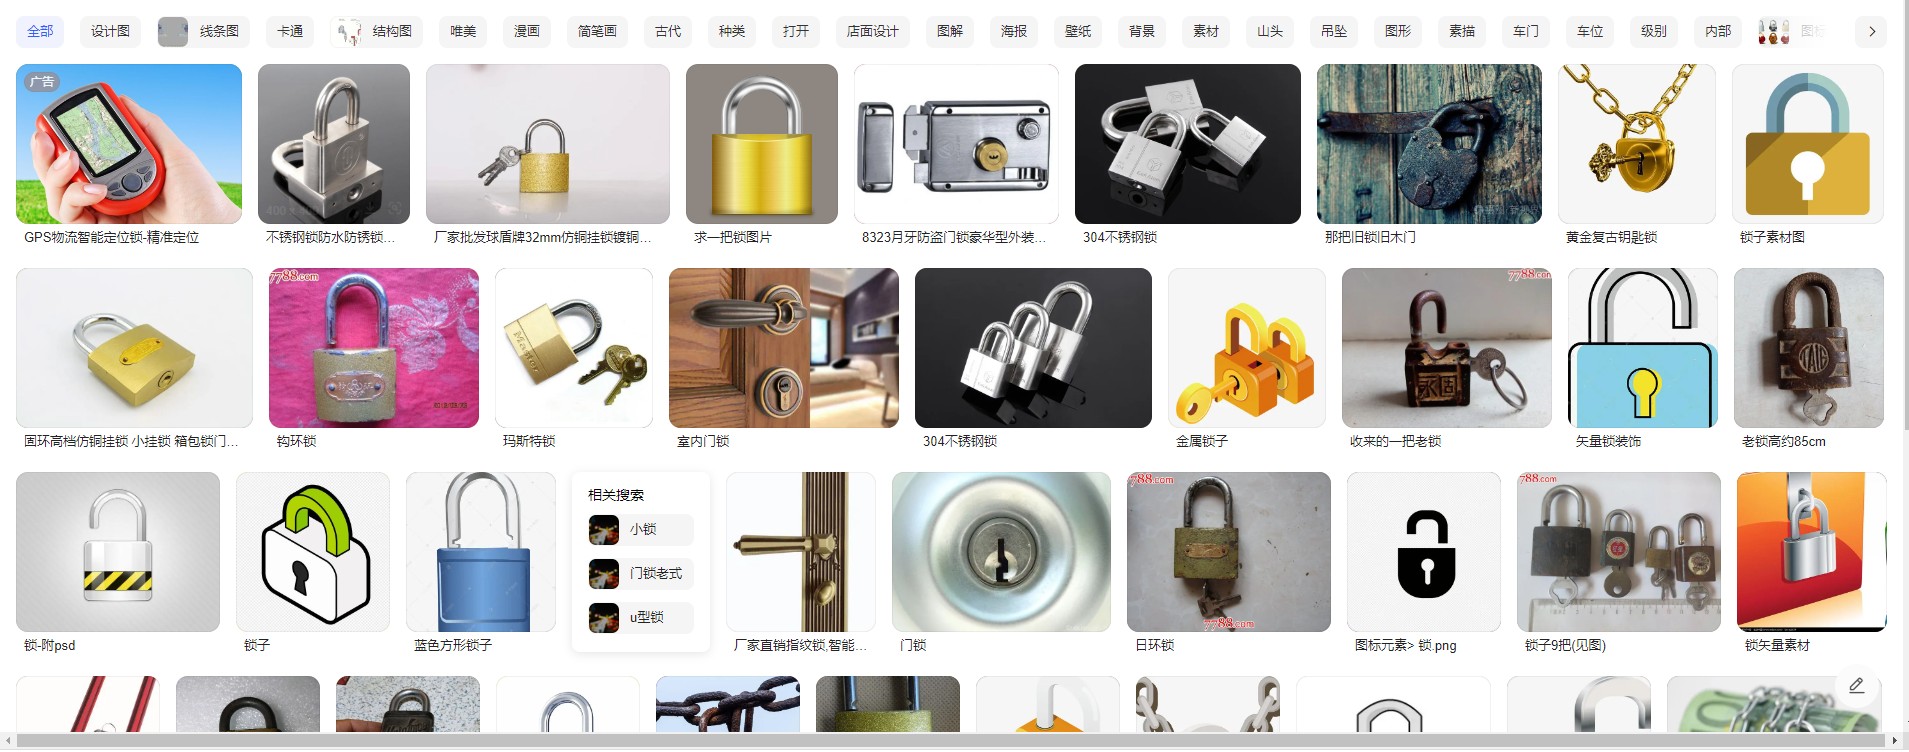 全部 设计图 线条图 卡通 结构图 唯美 漫画 简笔画 古代 种类 打开 店面设计 图解 海报 壁纸 背景 素材 山头 吊坠 图形 素描 车门 车位 级别 内部 图标
广告
GPS物流智能定位锁-精准定位 不锈钢锁防水防锈锁... 厂家批发球盾牌32mm仿铜挂锁镀铜... 求一把锁图片 8323月牙防盗门锁豪华型外装... 304不锈钢锁 那把旧锁旧木门 黄金复古钥匙锁 锁子素材图
7788.com 7788.com
Master
永固
固环高档仿铜挂锁 小挂锁 箱包锁门... 钩环锁 玛斯特锁 室内门锁 304不锈钢锁 金属锁子 收来的一把老锁 矢量锁装饰 老锁高约85cm
788.com 788.com
相关搜索
小锁
门锁老式
u型锁
7788.com
锁-附psd 锁子 蓝色方形锁子 厂家直销指纹锁,智能... 门锁 日环锁 图标元素> 锁.png 锁子9把(见图) 锁矢量素材